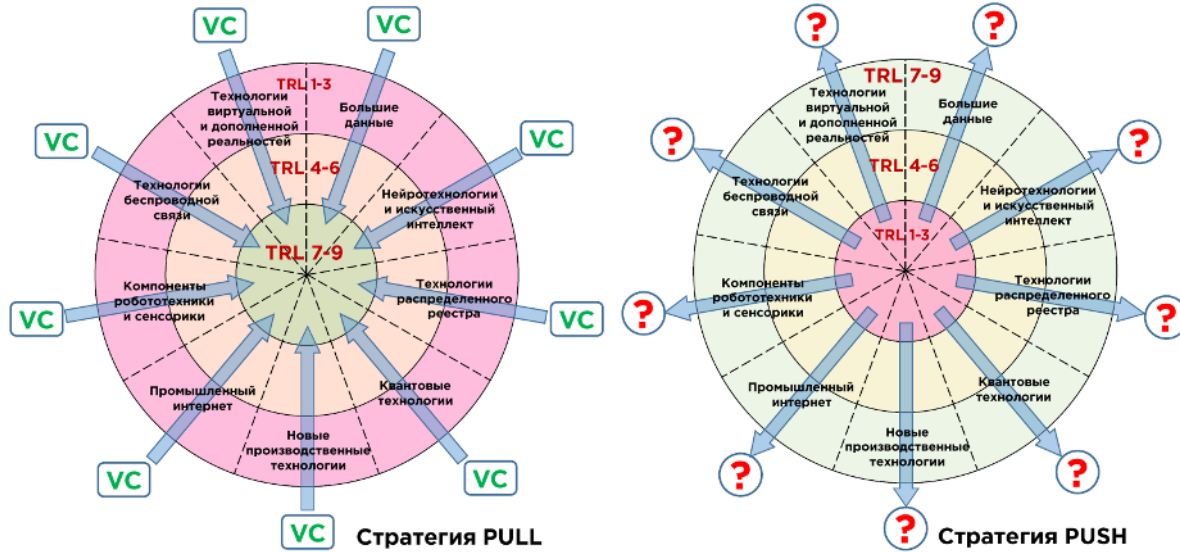 VC
VC
TRL 1-3
Технологии
виртуальной
и дополненной
реальностей
Большие
данные
VC
VC
TRL 4-6
Технологии
беспроводной
связи
Нейротехнологии
и искусственный
интеллект
TRL 7-9
Компоненты
робототехники
и сенсорики
Технологии
распределенного
реестра
VC
VC
Промышленный
интернет
Квантовые
технологии
Новые
производственные
технологии
VC
VC
VC
Стратегия PULL
?
?
TRL 7-9
Технологии
виртуальной
и дополненной
реальностей
Большие
данные
?
?
TRL 4-6
Технологии
беспроводной
связи
Нейротехнологии
и искусственный
интеллект
TRL 1-3
Компоненты
робототехники
и сенсорики
Технологии
распределенного
реестра
?
?
Промышленный
интернет
Квантовые
технологии
Новые
производственные
технологии
?
?
?
Стратегия PUSH